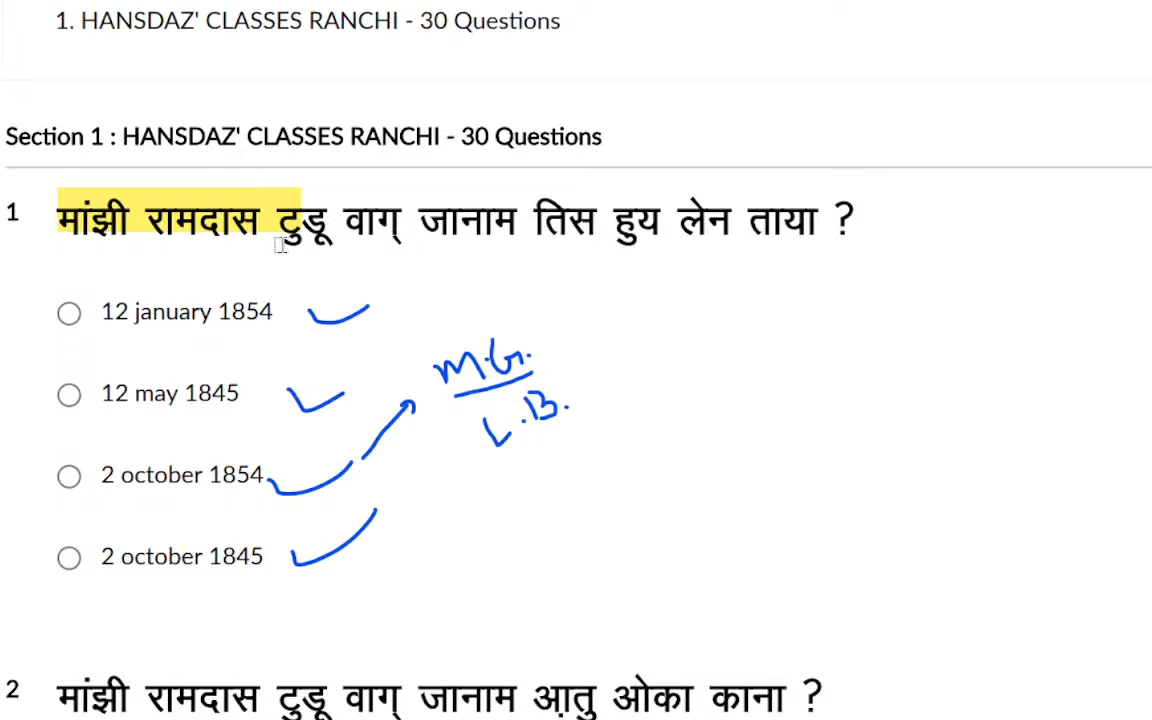 1. HANSDAZ' CLASSES RANCHI - 30 Questions
Section 1 : HANSDAZ' CLASSES RANCHI - 30 Questions
1 मांझी रामदास टुडू वाग् जानाम तिस हुय लेन ताया ?
12 january 1854
12 may 1845
M.G.
L.B.
2 october 1854
2 october 1845
2 मांझी रामदास टुडू वाग् जानाम आ़तु ओका काना ?